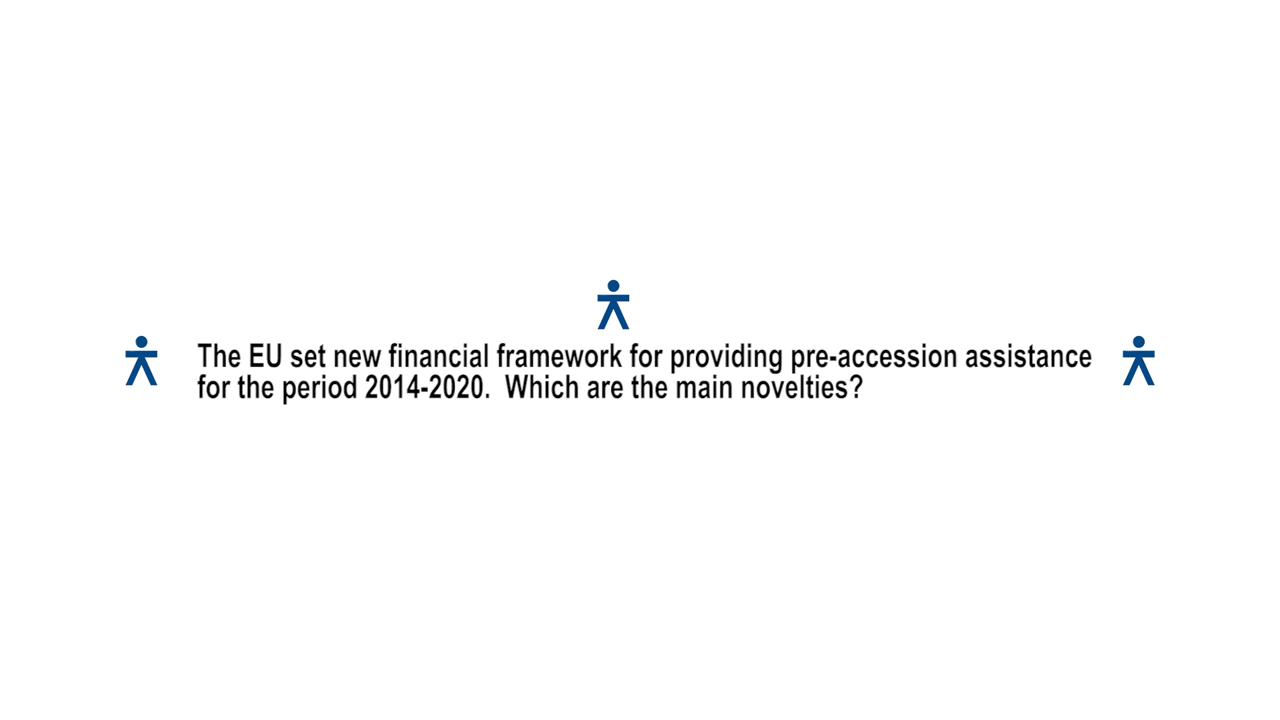 The EU set new financial framework for providing pre-accession assistance
for the period 2014-2020.  Which are the main novelties?